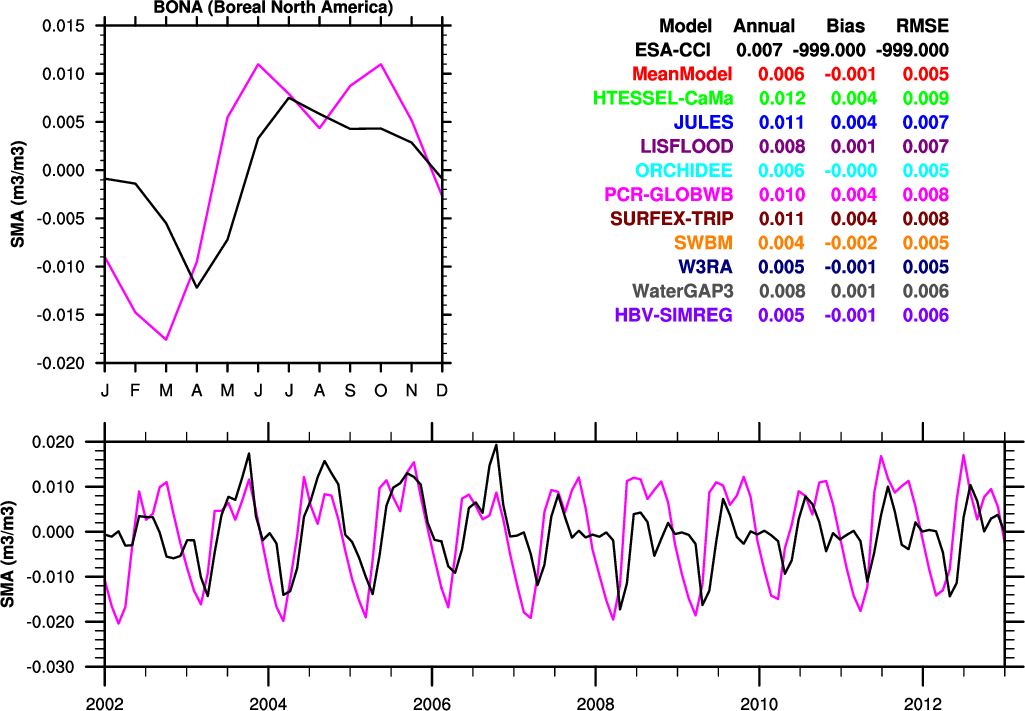 BONA (Boreal North America)
0.015
0.010
0.005
0.000
-0.005
-0.010
-0.015
-0.020
SMA (m3/m3)
J F M A M J J A S O N D
Model Annual Bias RMSE
ESA-CCI 0.007 -999.000 -999.000
MeanModel 0.006 -0.001 0.005
HTESSEL-CaMa 0.012 0.004 0.009
JULES 0.011 0.004 0.007
LISFLOOD 0.008 0.001 0.007
ORCHIDEE 0.006 -0.000 0.005
PCR-GLOBWB 0.010 0.004 0.008
SURFEX-TRIP 0.011 0.004 0.008
SWBM 0.004 -0.002 0.005
W3RA 0.005 -0.001 0.005
WaterGAP3 0.008 0.001 0.006
HBV-SIMREG 0.005 -0.001 0.006
0.020
0.010
0.000
-0.010
-0.020
-0.030
SMA (m3/m3)
2002 2004 2006 2008 2010 2012